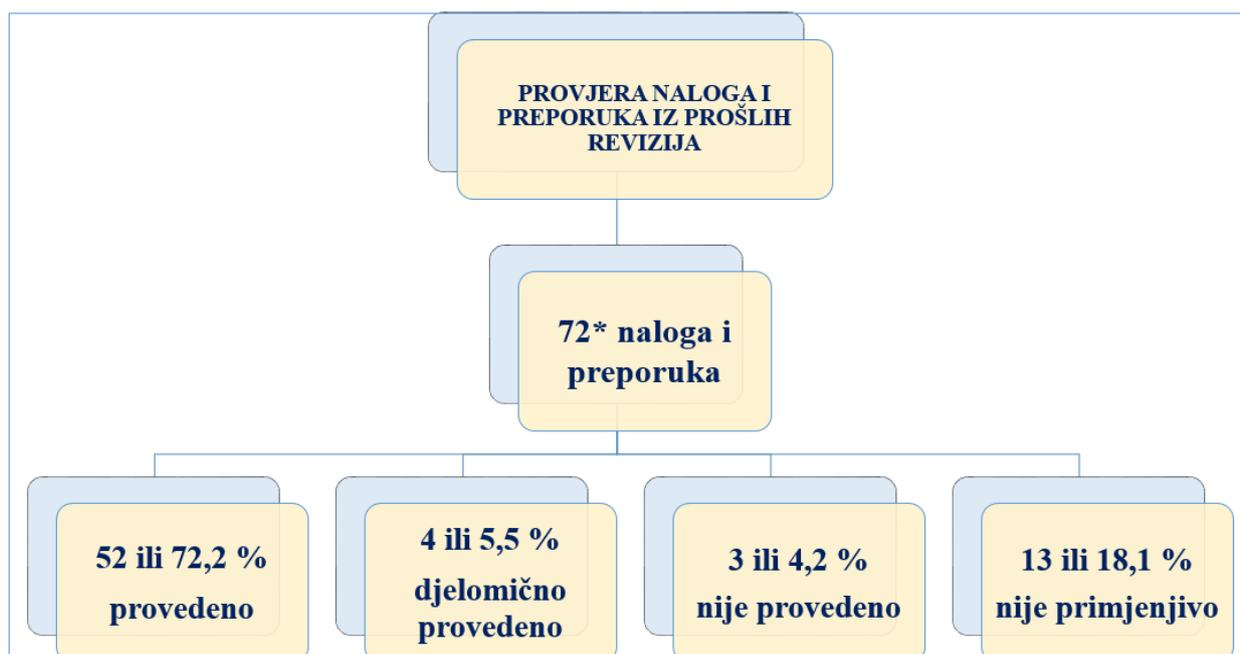 PROVJERA NALOGA I
PREPORUKA IZ PROŠLIH
REVIZIJA
72* naloga i
preporuka
52 ili 72,2 %
provedeno
4 ili 5,5 %
djelomično
provedeno
3 ili 4,2 %
nije provedeno
13 ili 18,1 %
nije primjenjivo